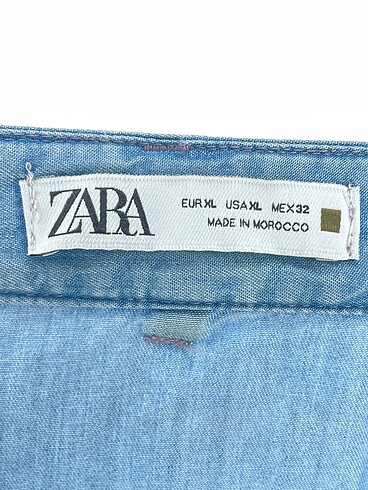 ZARA
EUR XL USA XL MEX 32
MADE IN MOROCCO